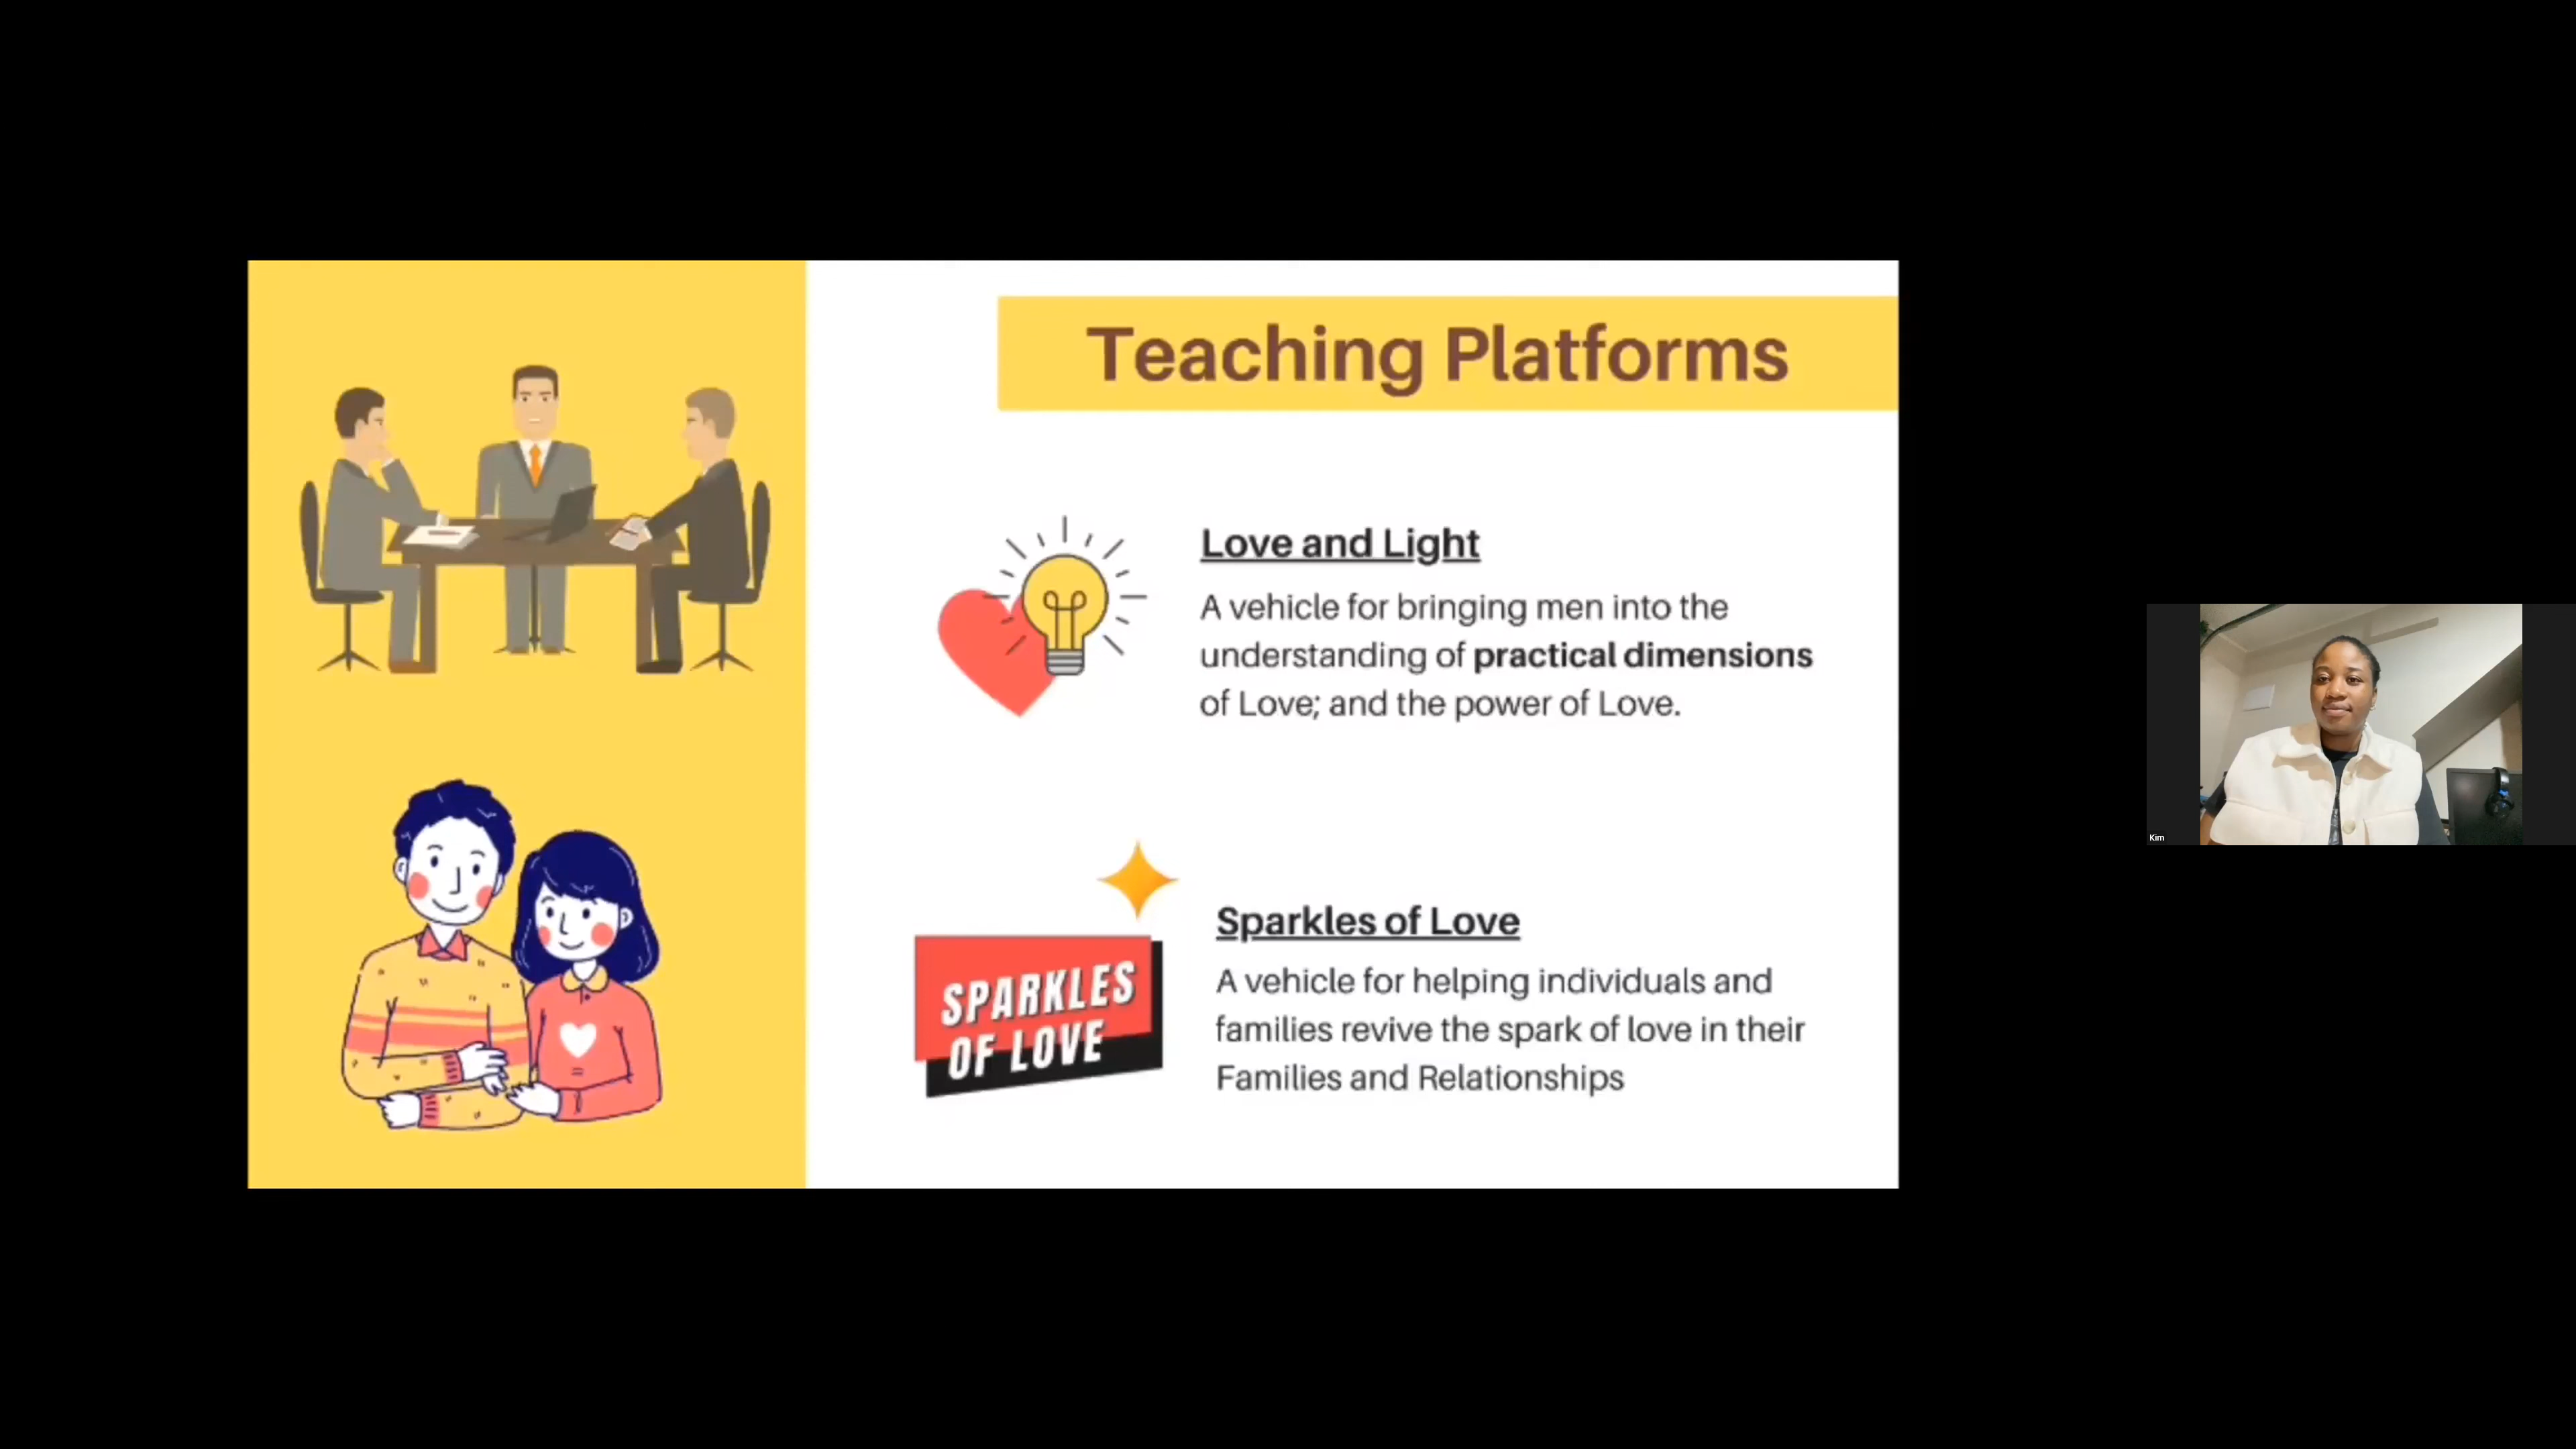 Teaching Platforms
Love and Light
A vehicle for bringing men into the
understanding of practical dimensions
of Love; and the power of Love.
SPARKLES
OF LOVE
Sparkles of Love
A vehicle for helping individuals and
families revive the spark of love in their
Families and Relationships
Kim